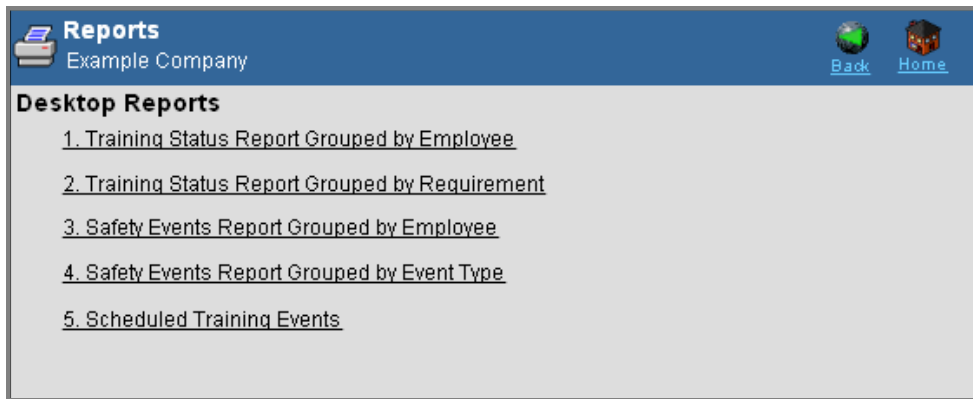 Reports
Example Company
Back
Home
Desktop Reports
1. Training Status Report Grouped by Employee
2. Training Status Report Grouped by Requirement
3. Safety Events Report Grouped by Employee
4. Safety Events Report Grouped by Event Type
5. Scheduled Training Events